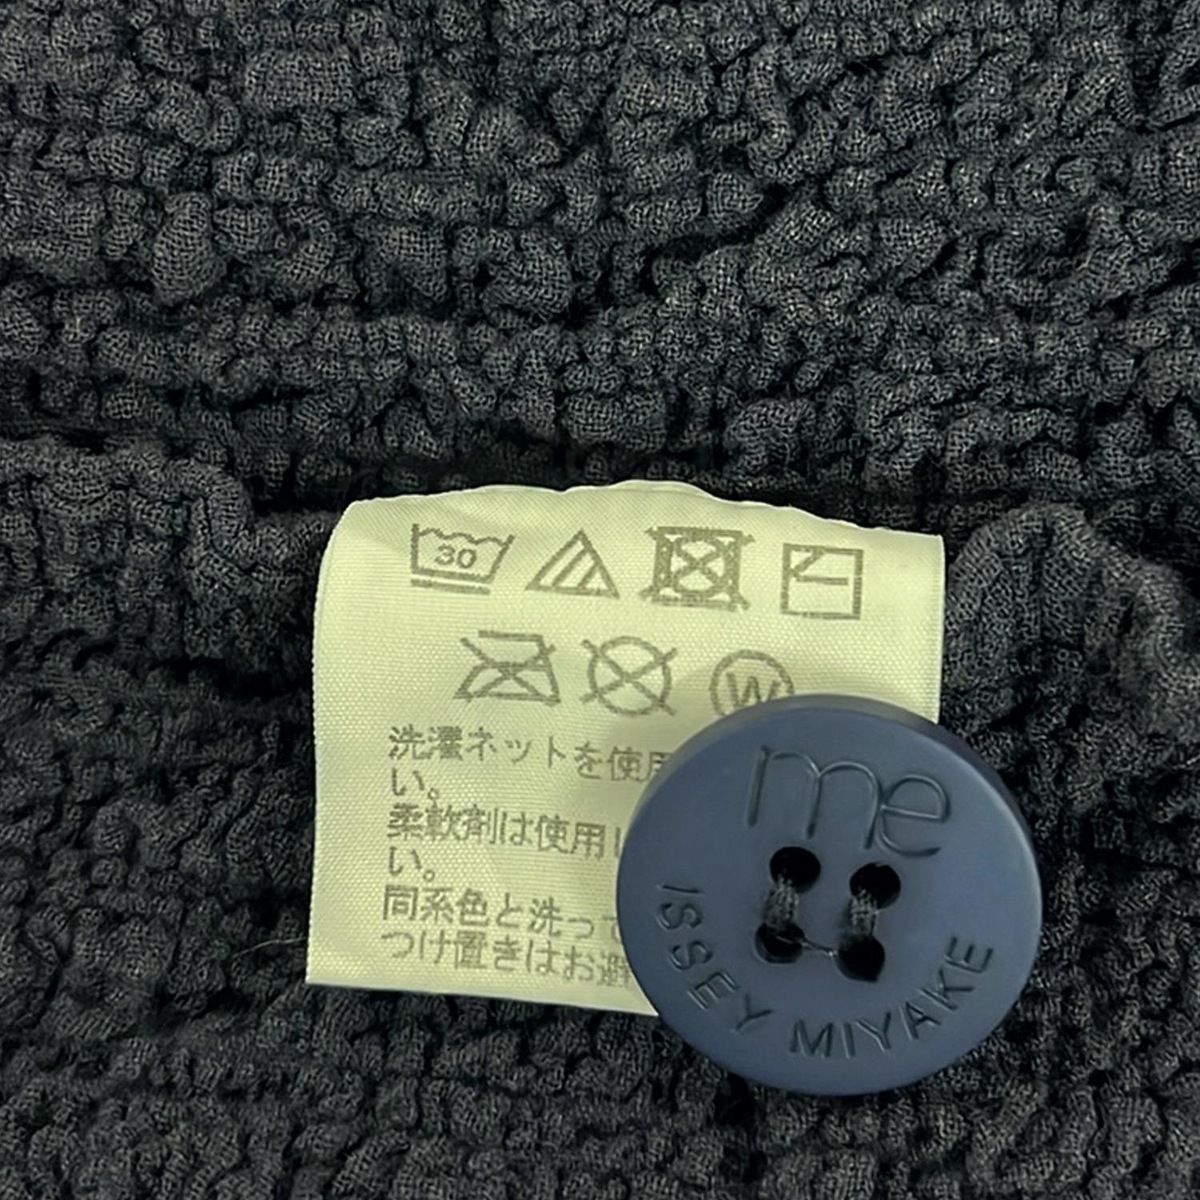 30
W
洗濯ネットを使用
い。
柔軟剤は使用し
い。
同系色と洗って
つけ置きはお避
me
ISSEY MIYAKE